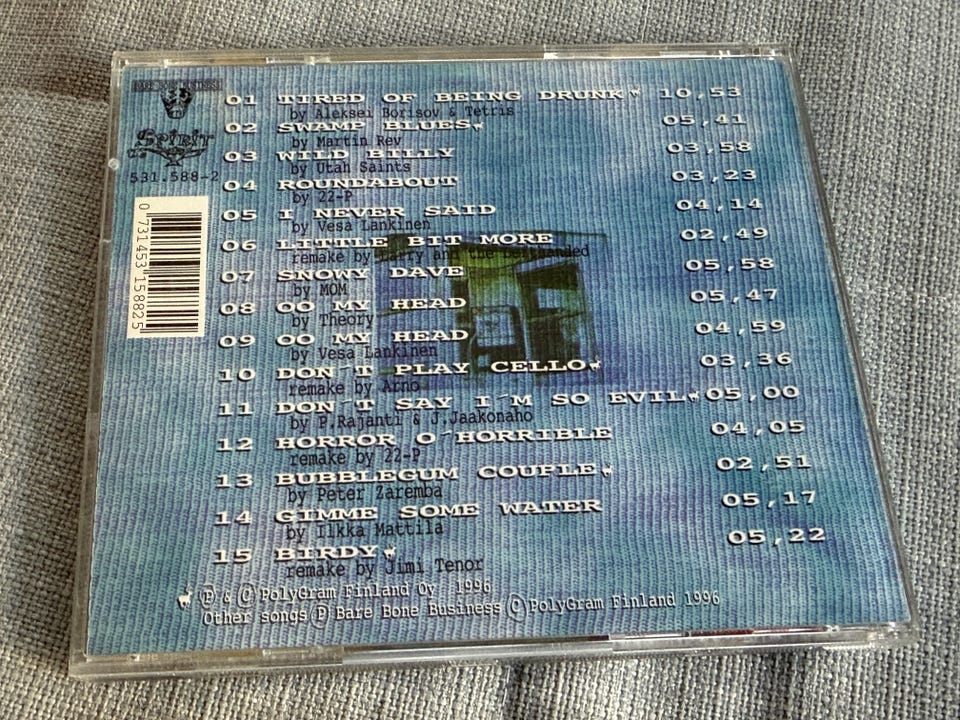 BARE BONE BUSINESS
Spirit
531.588-2
0 731453 158825
01 TIRED OF BEING DRUNK 10,53
by Aleksei Borisov & Tetris
02 SWAMP BLUES 05,41
by Martin Rev
03 WILD BILLY 03,58
by Utah Saints
04 ROUNDABOUT 03,23
by 22-P
05 I NEVER SAID 04,14
by Vesa Lankinen
06 LITTLE BIT MORE 02,49
remake by Larry and the Lefthanded
07 SNOWY DAVE 05,58
by MOM
08 OO MY HEAD 05,47
by Theory
09 OO MY HEAD 04,59
by Vesa Lankinen
10 DON´T PLAY CELLO 03,36
remake by Arno
11 DON´T SAY I´M SO EVIL 05,00
by P.Rajanti & J.Jaakonaho
12 HORROR O´HORRIBLE 04,05
remake by 22-P
13 BUBBLEGUM COUPLE 02,51
by Peter Zaremba
14 GIMME SOME WATER 05,17
by Ilkka Mattila
15 BIRDY 05,22
remake by Jimi Tenor
Ⓟ & Ⓒ PolyGram Finland Oy 1996
Other songs Ⓟ Bare Bone Business Ⓒ PolyGram Finland 1996